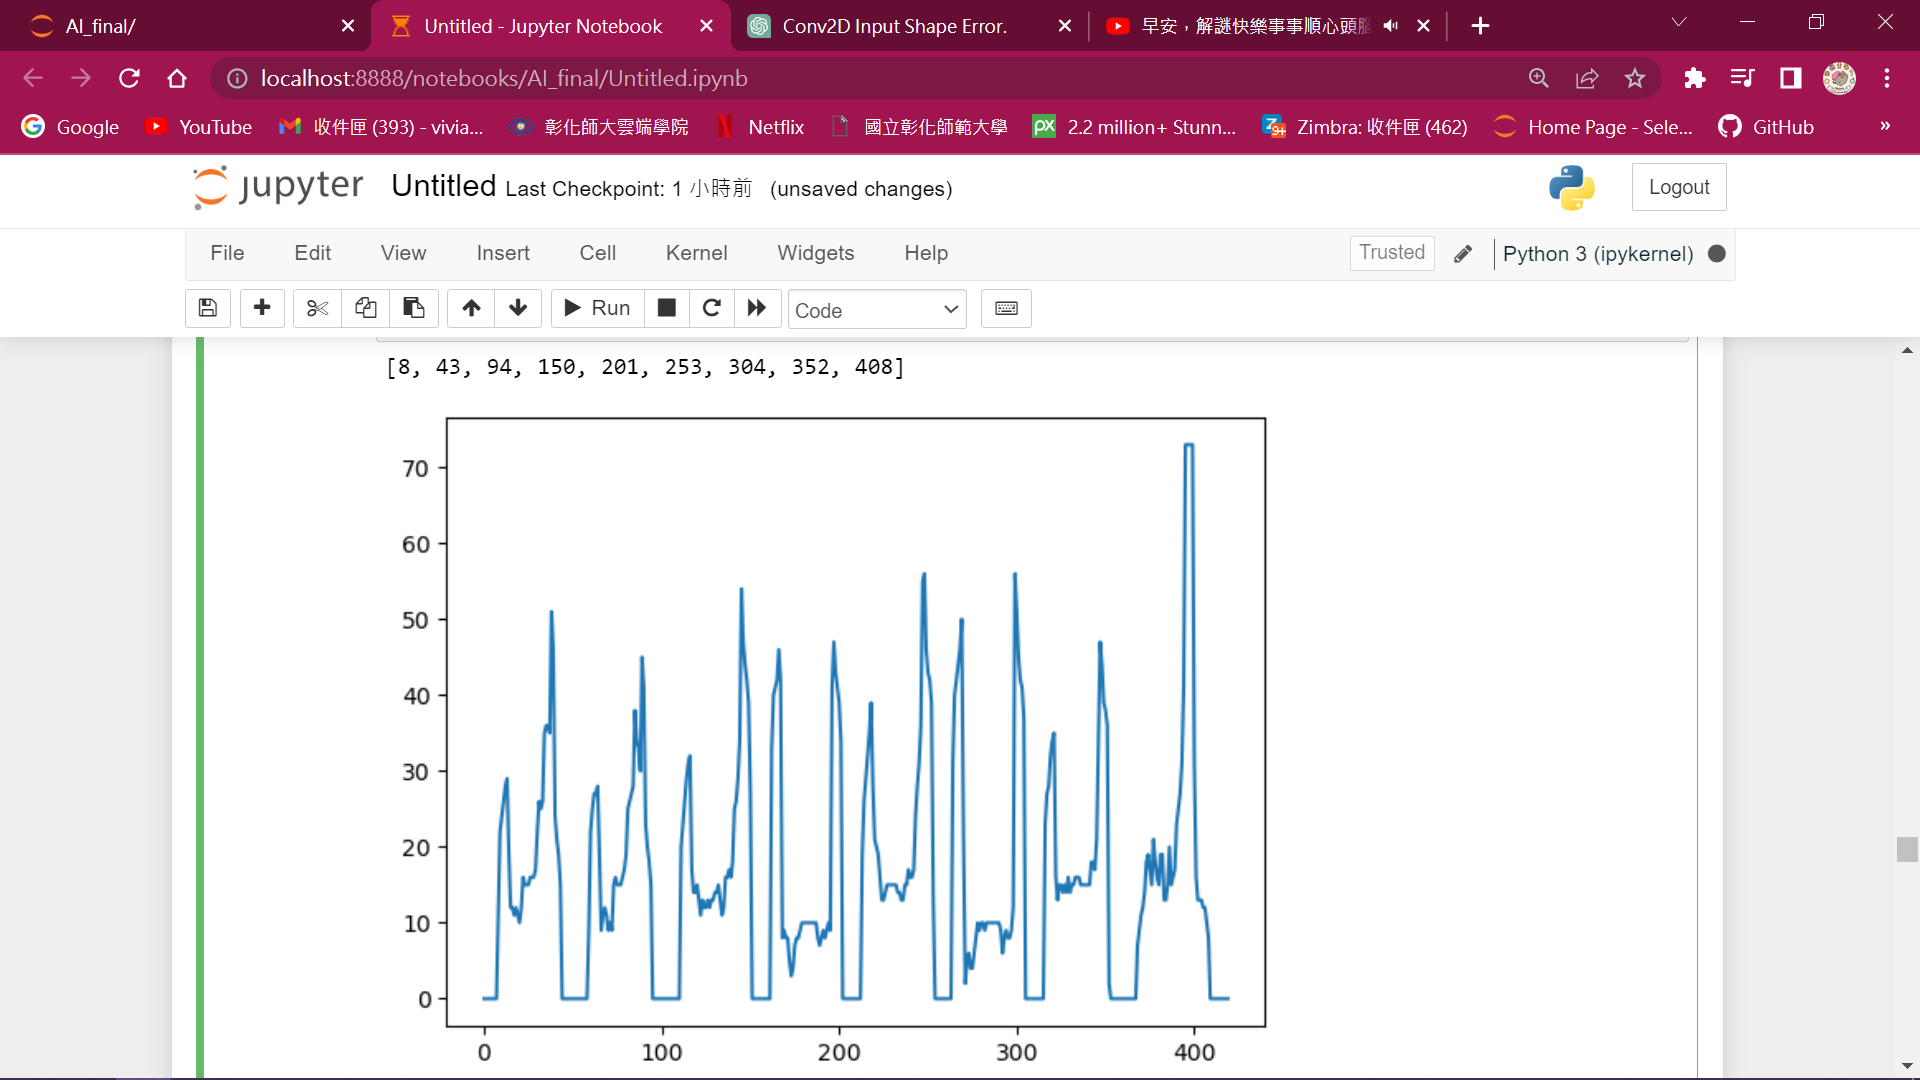 AI_final/
Untitled - Jupyter Notebook
Conv2D Input Shape Error.
早安，解謎快樂事事順心頭腦
localhost:8888/notebooks/AI_final/Untitled.ipynb
Google
YouTube
收件匣 (393) - vivia...
彰化師大雲端學院
Netflix
國立彰化師範大學
px
2.2 million+ Stunn...
9+
Zimbra: 收件匣 (462)
Home Page - Sele...
GitHub
»
jupyter
Untitled Last Checkpoint: 1 小時前 (unsaved changes)
Logout
File Edit View Insert Cell Kernel Widgets Help
Trusted
Python 3 (ipykernel)
Run
Code
[8, 43, 94, 150, 201, 253, 304, 352, 408]
70
60
50
40
30
20
10
0
0 100 200 300 400